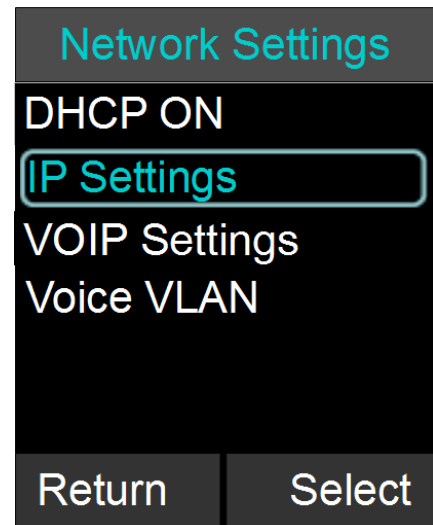 Network Settings
DHCP ON
IP Settings
VOIP Settings
Voice VLAN
Return Select